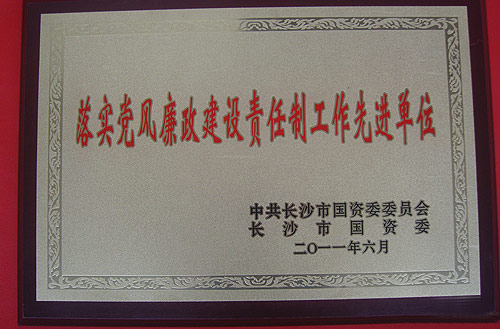 落实党风廉政建设责任制工作先进单位
中共长沙市国资委委员会
长沙市国资委
二〇一一年六月